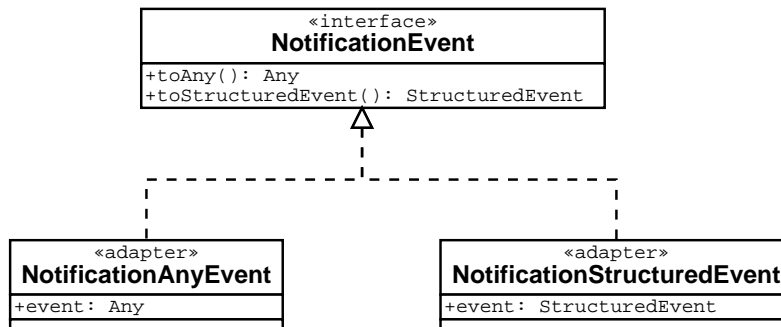 «interface»
NotificationEvent
+toAny(): Any
+toStructuredEvent(): StructuredEvent
«adapter»
NotificationAnyEvent
+event: Any
«adapter»
NotificationStructuredEvent
+event: StructuredEvent